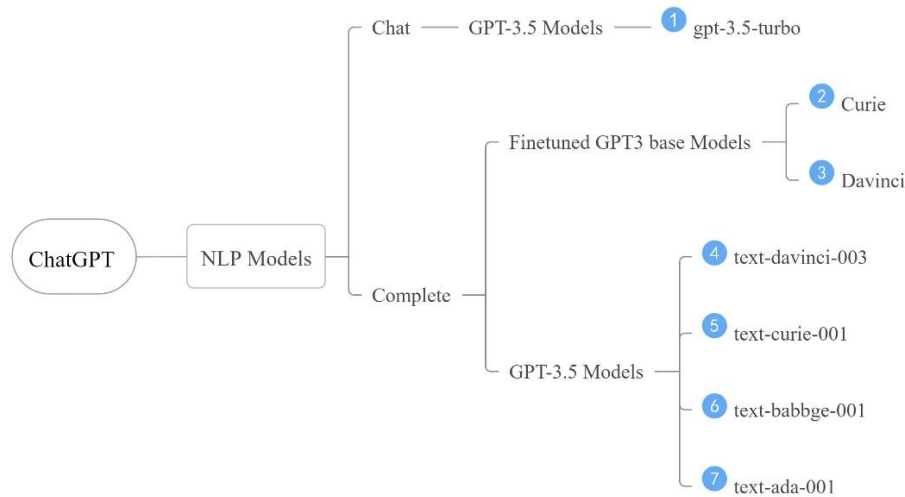 ChatGPT
NLP Models
Chat
GPT-3.5 Models
1 gpt-3.5-turbo
Complete
Finetuned GPT3 base Models
2 Curie
3 Davinci
GPT-3.5 Models
4 text-davinci-003
5 text-curie-001
6 text-babbge-001
7 text-ada-001